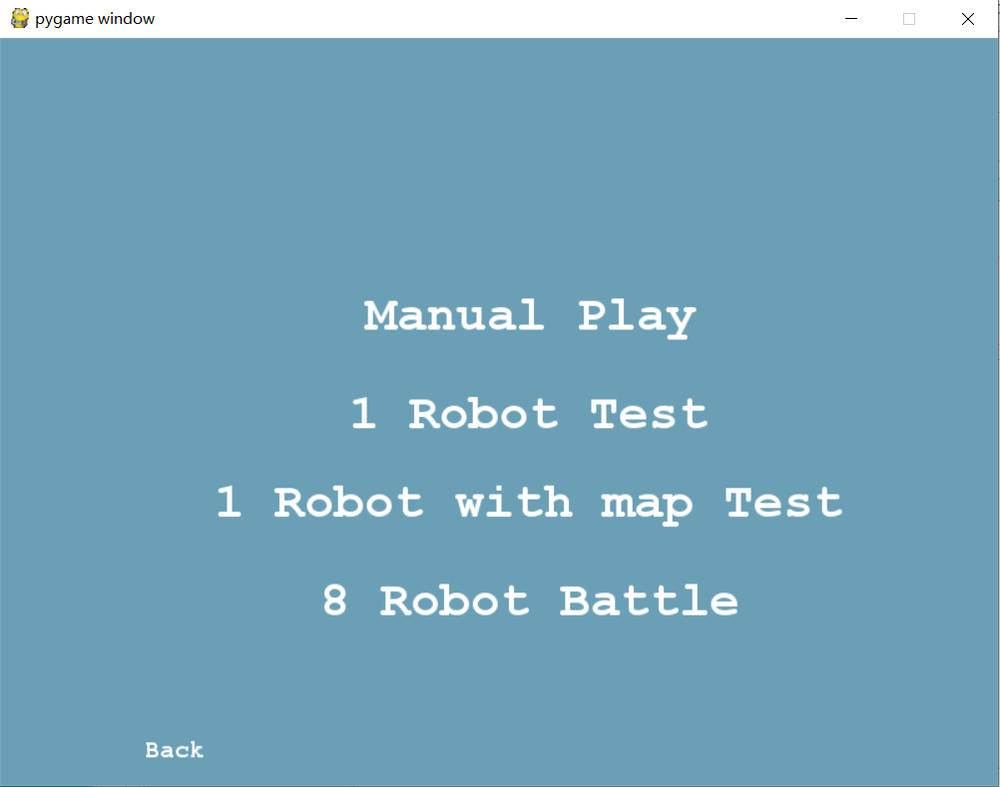 pygame window
Manual Play
1 Robot Test
1 Robot with map Test
8 Robot Battle
Back